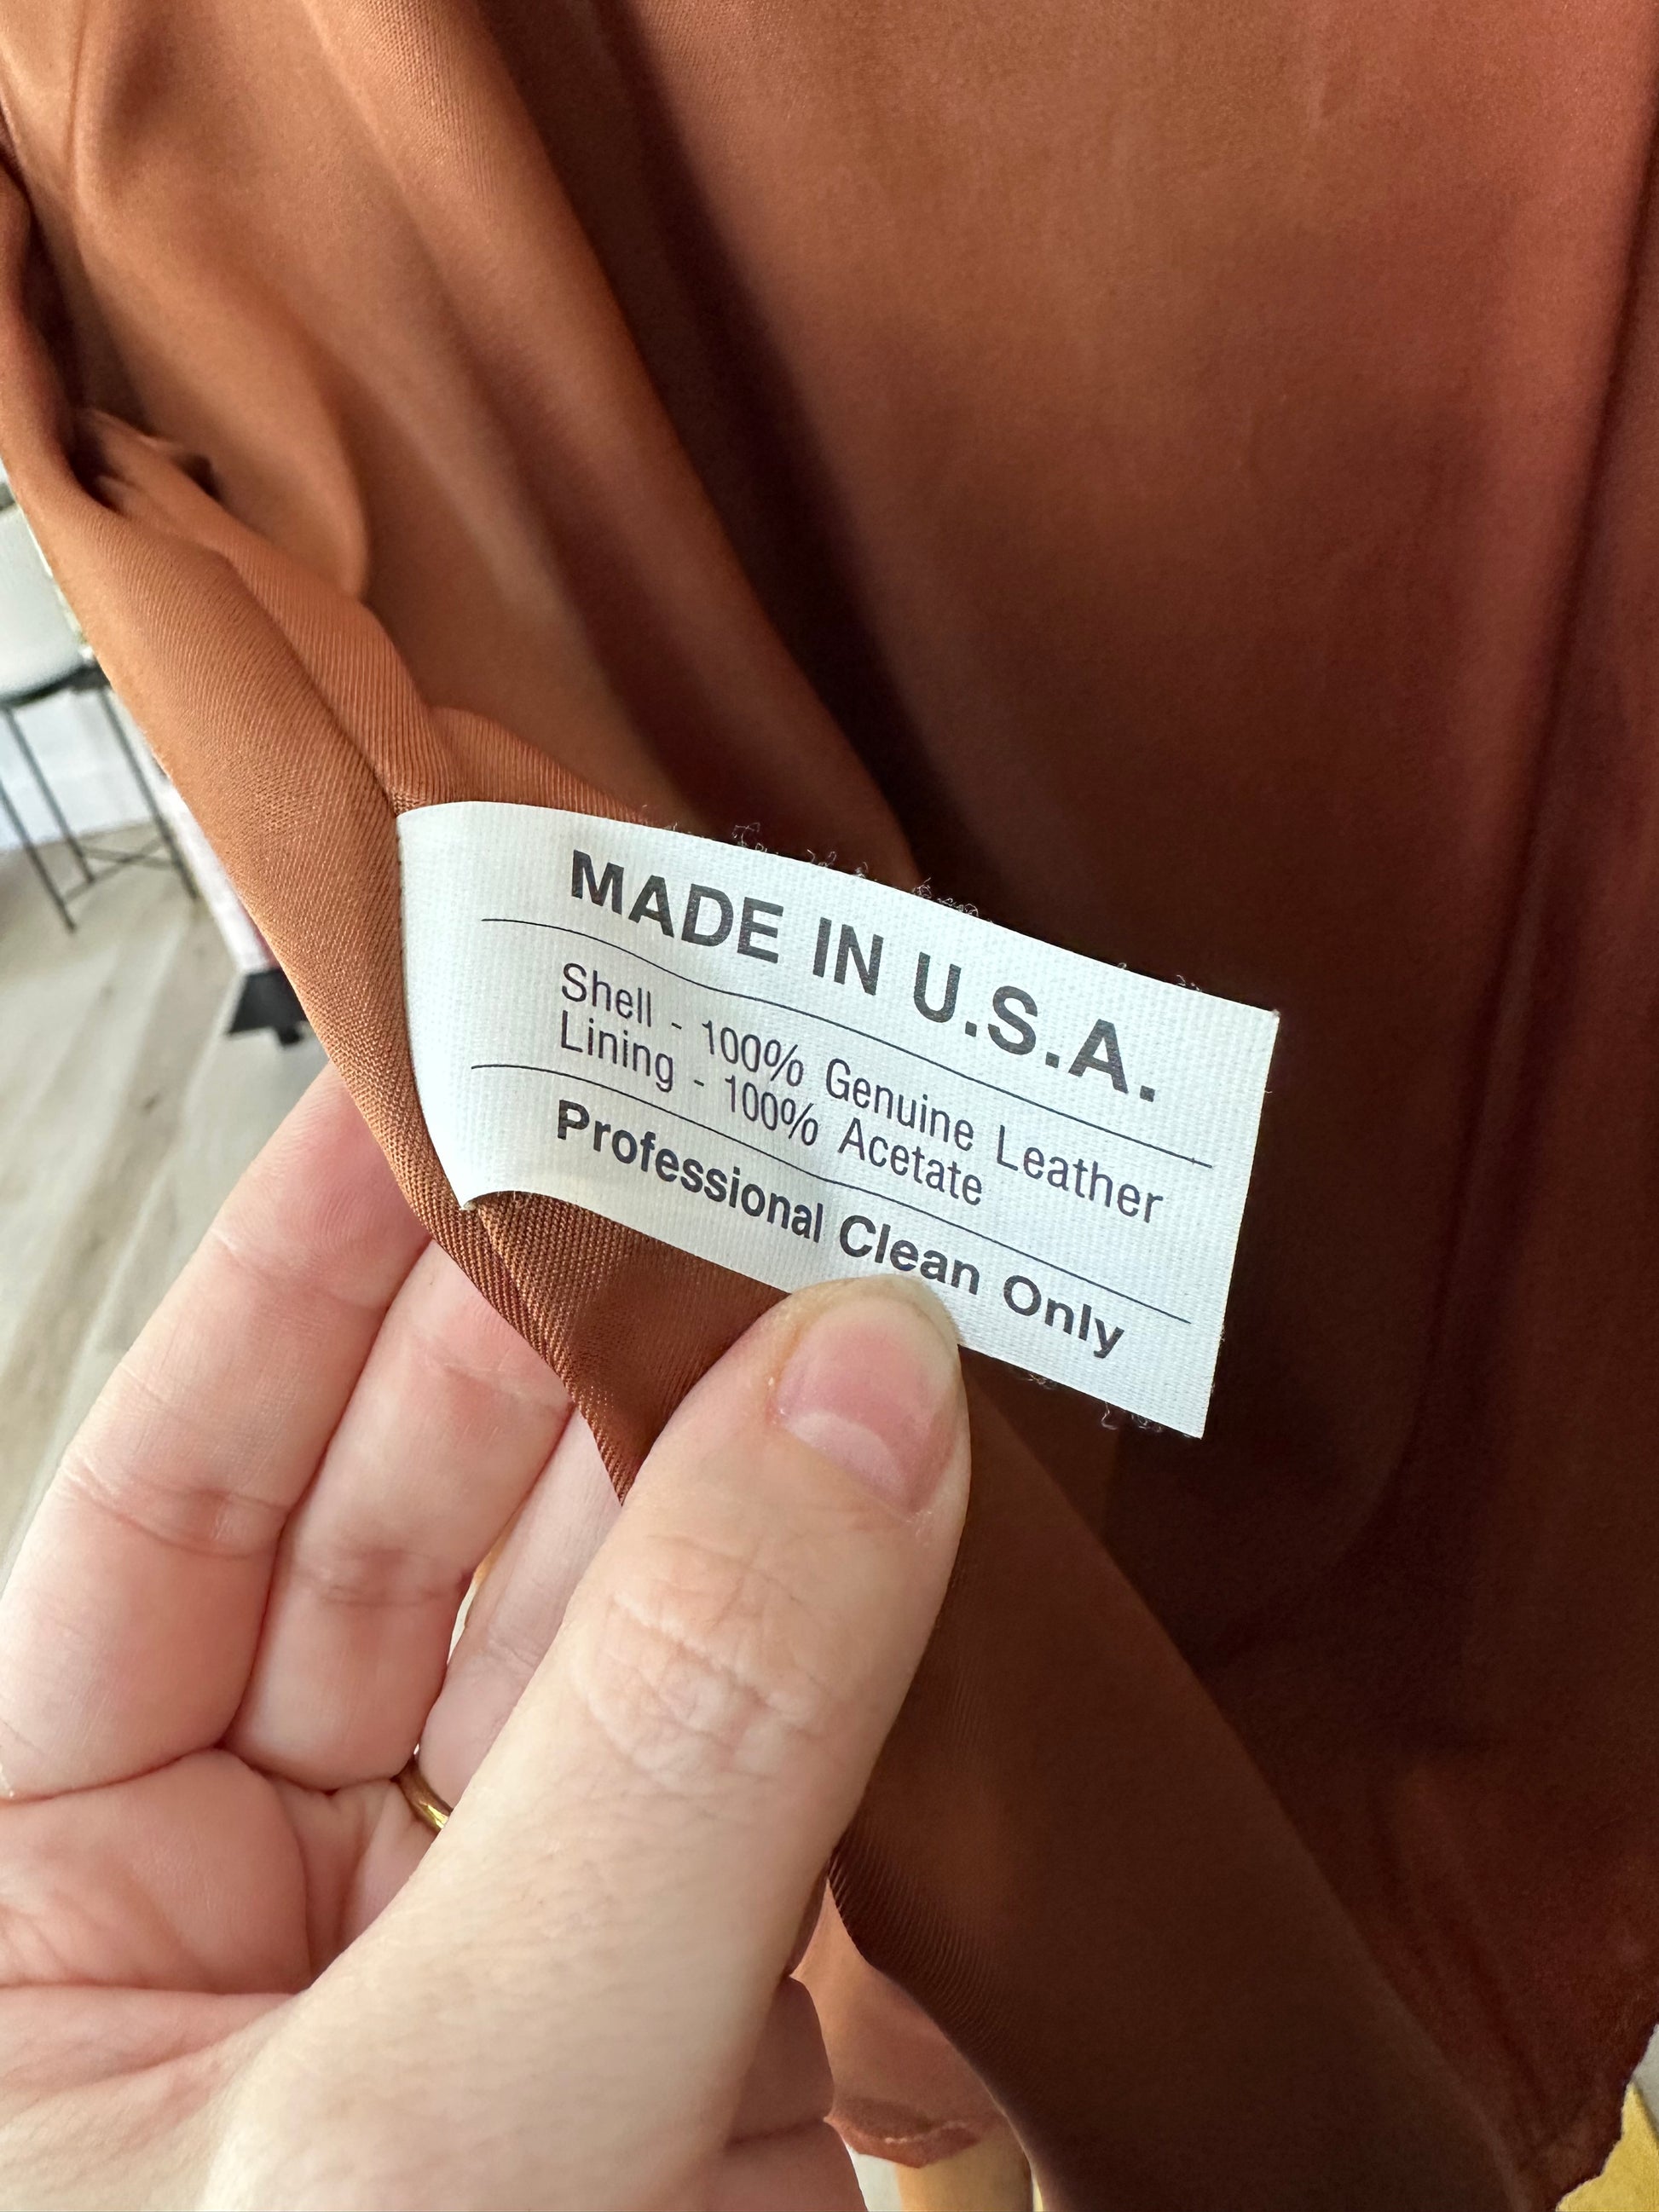 MADE IN U.S.A.
Shell - 100% Genuine Leather
Lining - 100% Acetate
Professional Clean Only